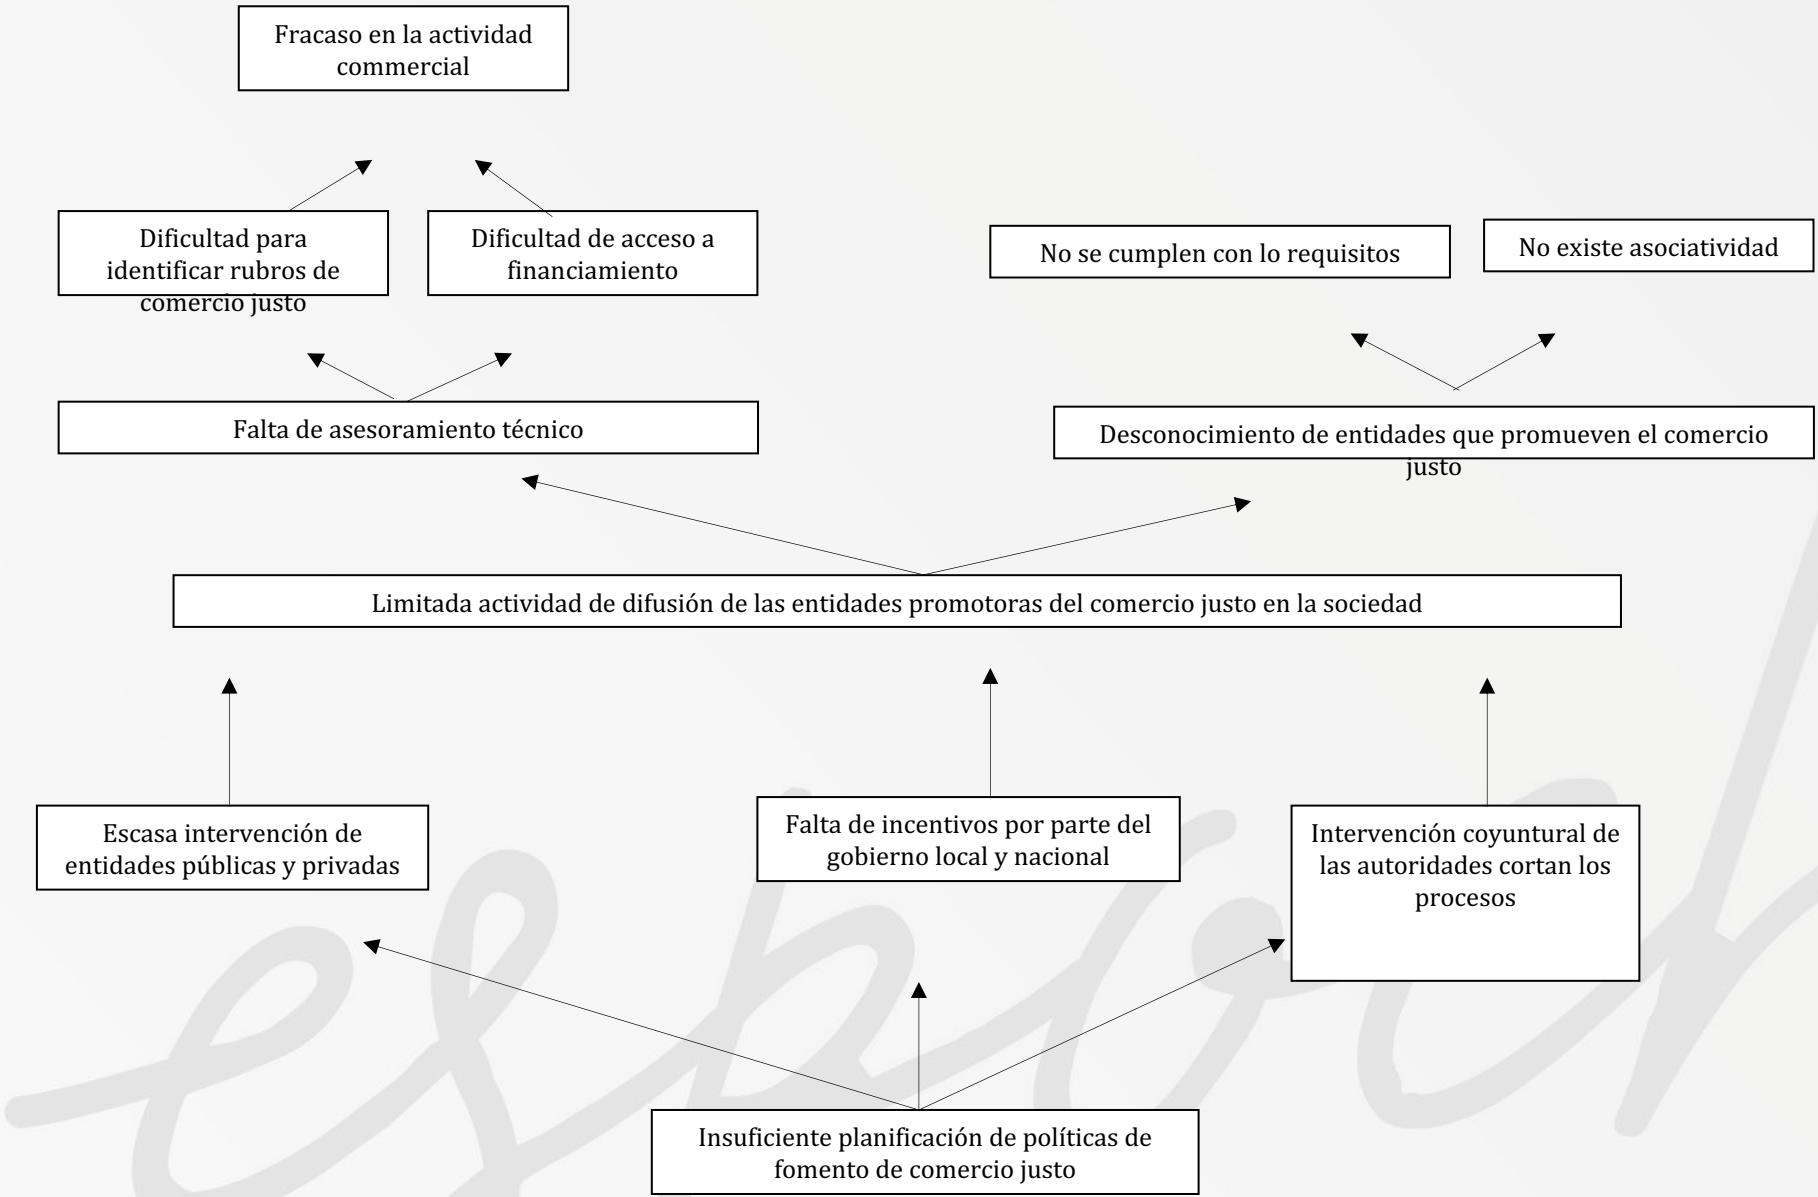 Fracaso en la actividad
commercial
Dificultad para
identificar rubros de
comercio justo
Dificultad de acceso a
financiamiento
No se cumplen con lo requisitos
No existe asociatividad
Falta de asesoramiento técnico
Desconocimiento de entidades que promueven el comercio
justo
Limitada actividad de difusión de las entidades promotoras del comercio justo en la sociedad
Escasa intervención de
entidades públicas y privadas
Falta de incentivos por parte del
gobierno local y nacional
Intervención coyuntural de
las autoridades cortan los
procesos
Insuficiente planificación de políticas de
fomento de comercio justo